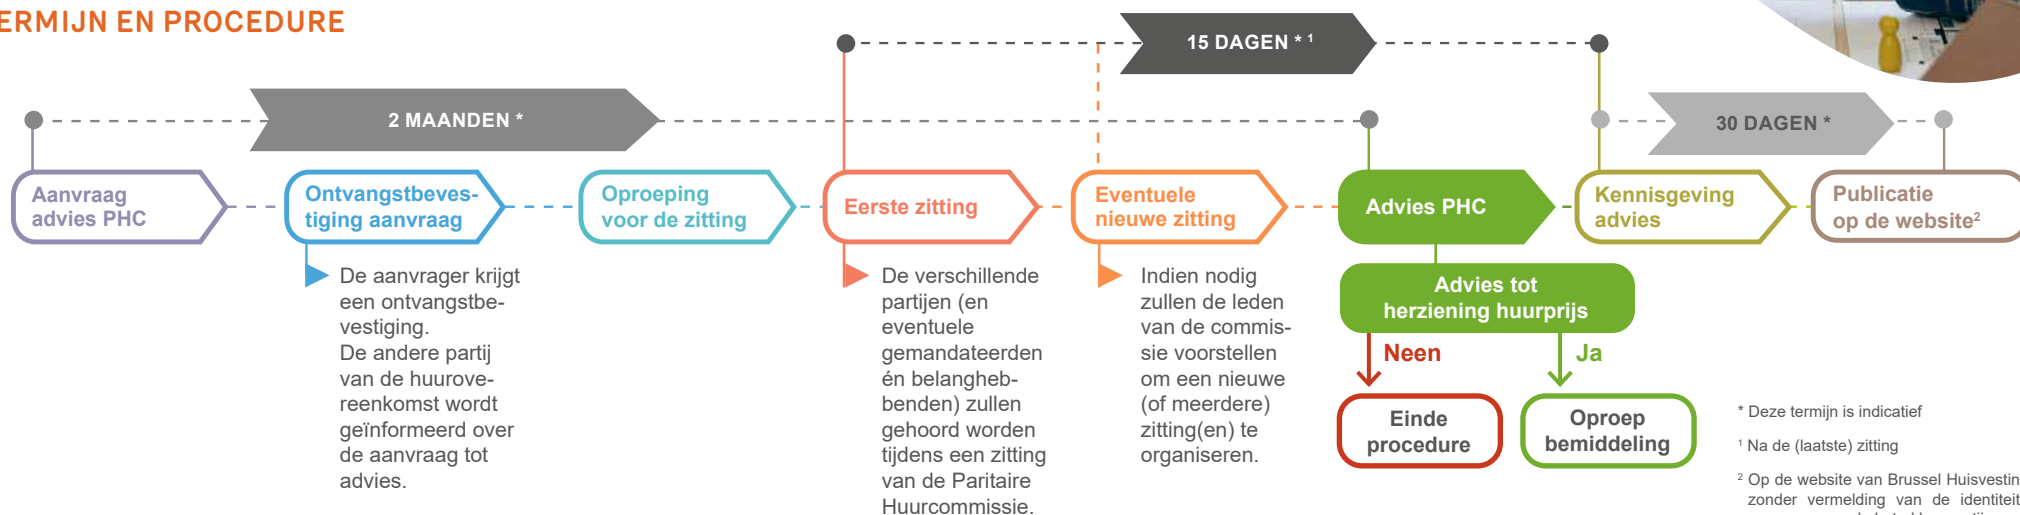 ERMIJN EN PROCEDURE
15 DAGEN * 1
2 MAANDEN *
30 DAGEN *
Aanvraag
advies PHC
Ontvangstbeves-
tiging aanvraag
Oproeping
voor de zitting
Eerste zitting
Eventuele
nieuwe zitting
Advies PHC
Kennisgeving
advies
Publicatie
op de website2
De aanvrager krijgt
een ontvangstbe-
vestiging.
De andere partij
van de huurove-
reenkomst wordt
geïnformeerd over
de aanvraag tot
advies.
De verschillende
partijen (en
eventuele
gemandateerden
én belangheb-
benden) zullen
gehoord worden
tijdens een zitting
van de Paritaire
Huurcommissie.
Indien nodig
zullen de leden
van de commis-
sie voorstellen
om een nieuwe
(of meerdere)
zitting(en) te
organiseren.
Advies tot
herziening huurprijs
Neen
Ja
Einde
procedure
Oproep
bemiddeling
* Deze termijn is indicatief
1 Na de (laatste) zitting
2 Op de website van Brussel Huisvestin
zonder vermelding van de identiteit